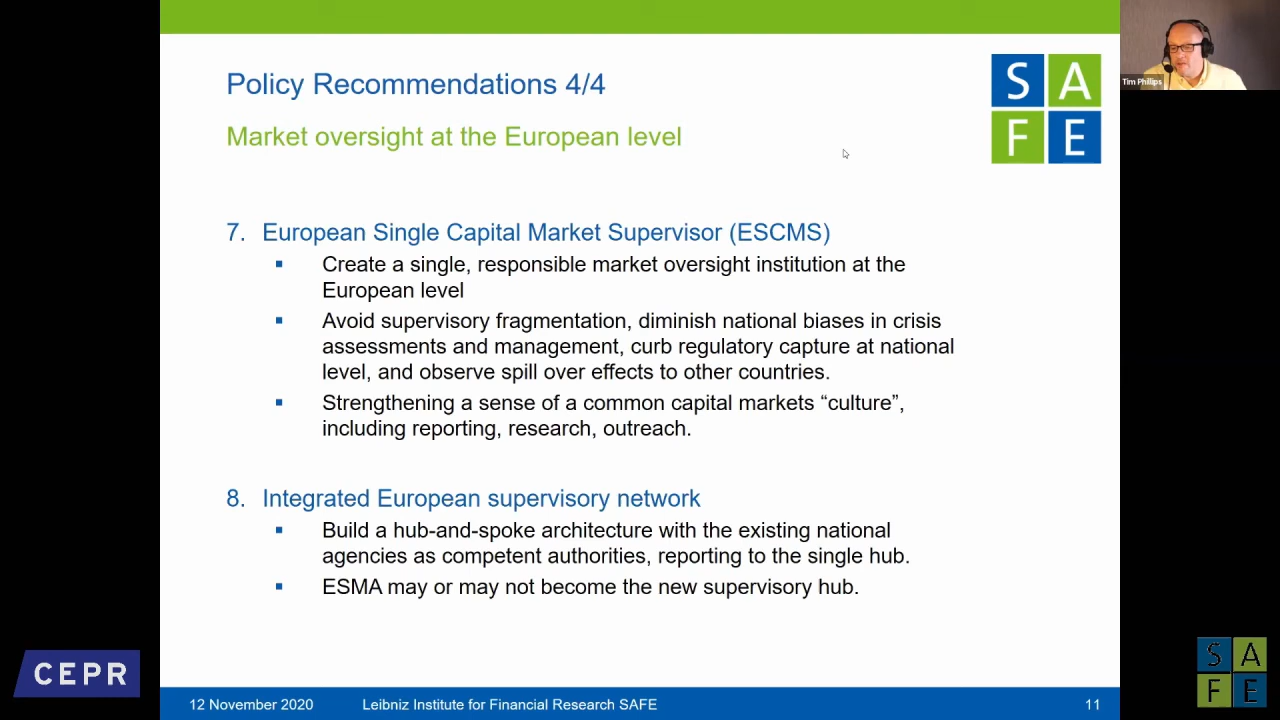 Policy Recommendations 4/4
Market oversight at the European level
S A
F E
Tim Phillips
7. European Single Capital Market Supervisor (ESCMS)
▪ Create a single, responsible market oversight institution at the
European level
▪ Avoid supervisory fragmentation, diminish national biases in crisis
assessments and management, curb regulatory capture at national
level, and observe spill over effects to other countries.
▪ Strengthening a sense of a common capital markets “culture”,
including reporting, research, outreach.
8. Integrated European supervisory network
▪ Build a hub-and-spoke architecture with the existing national
agencies as competent authorities, reporting to the single hub.
▪ ESMA may or may not become the new supervisory hub.
CEPR
S A
F E
12 November 2020 Leibniz Institute for Financial Research SAFE 11